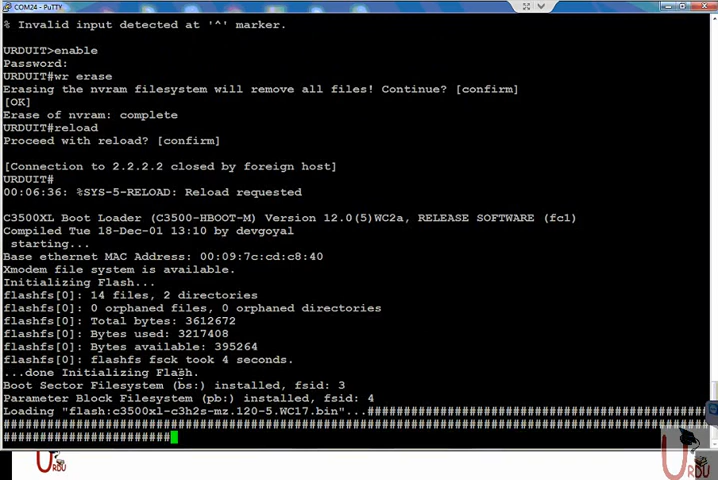 COM24 - PuTTY
% Invalid input detected at '^' marker.
URDUIT>enable
Password:
URDUIT#wr erase
Erasing the nvram filesystem will remove all files! Continue? [confirm]
[OK]
Erase of nvram: complete
URDUIT#reload
Proceed with reload? [confirm]
[Connection to 2.2.2.2 closed by foreign host]
URDUIT#
00:06:36: %SYS-5-RELOAD: Reload requested
C3500XL Boot Loader (C3500-HBOOT-M) Version 12.0(5)WC2a, RELEASE SOFTWARE (fc1)
Compiled Tue 18-Dec-01 13:10 by devgoyal
starting...
Base ethernet MAC Address: 00:09:7c:cd:c8:40
Xmodem file system is available.
Initializing Flash...
flashfs[0]: 14 files, 2 directories
flashfs[0]: 0 orphaned files, 0 orphaned directories
flashfs[0]: Total bytes: 3612672
flashfs[0]: Bytes used: 3217408
flashfs[0]: Bytes available: 395264
flashfs[0]: flashfs fsck took 4 seconds.
...done Initializing Flash.
Boot Sector Filesystem (bs:) installed, fsid: 3
Parameter Block Filesystem (pb:) installed, fsid: 4
Loading "flash:c3500xl-c3h2s-mz.120-5.WC17.bin"...###############################################
##################################################################################################
#######################
URDU
URDU